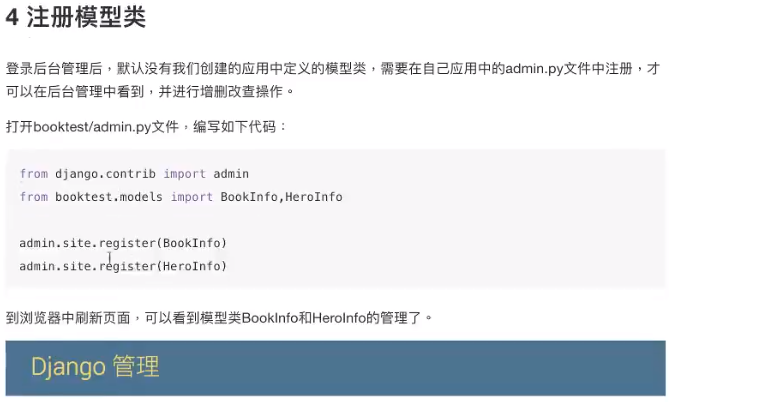 4 注册模型类
登录后台管理后，默认没有我们创建的应用中定义的模型类，需要在自己应用中的admin.py文件中注册，才
可以在后台管理中看到，并进行增删改查操作。
打开booktest/admin.py文件，编写如下代码：
from django.contrib import admin
from booktest.models import BookInfo,HeroInfo
admin.site.register(BookInfo)
admin.site.register(HeroInfo)
到浏览器中刷新页面，可以看到模型类BookInfo和HeroInfo的管理了。
Django 管理